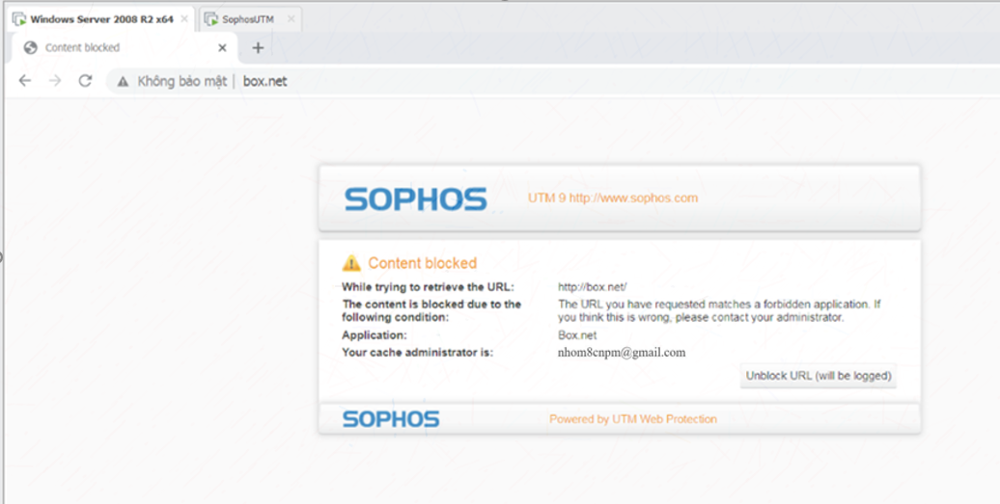 Windows Server 2008 R2 x64 SophosUTM
Content blocked
Không bảo mật | box.net
SOPHOS UTM 9 http://www.sophos.com
Content blocked
While trying to retrieve the URL: http://box.net/
The content is blocked due to the following condition: The URL you have requested matches a forbidden application. If you think this is wrong, please contact your administrator.
Application: Box.net
Your cache administrator is: nhom8cnpm@gmail.com
Unblock URL (will be logged)
SOPHOS Powered by UTM Web Protection